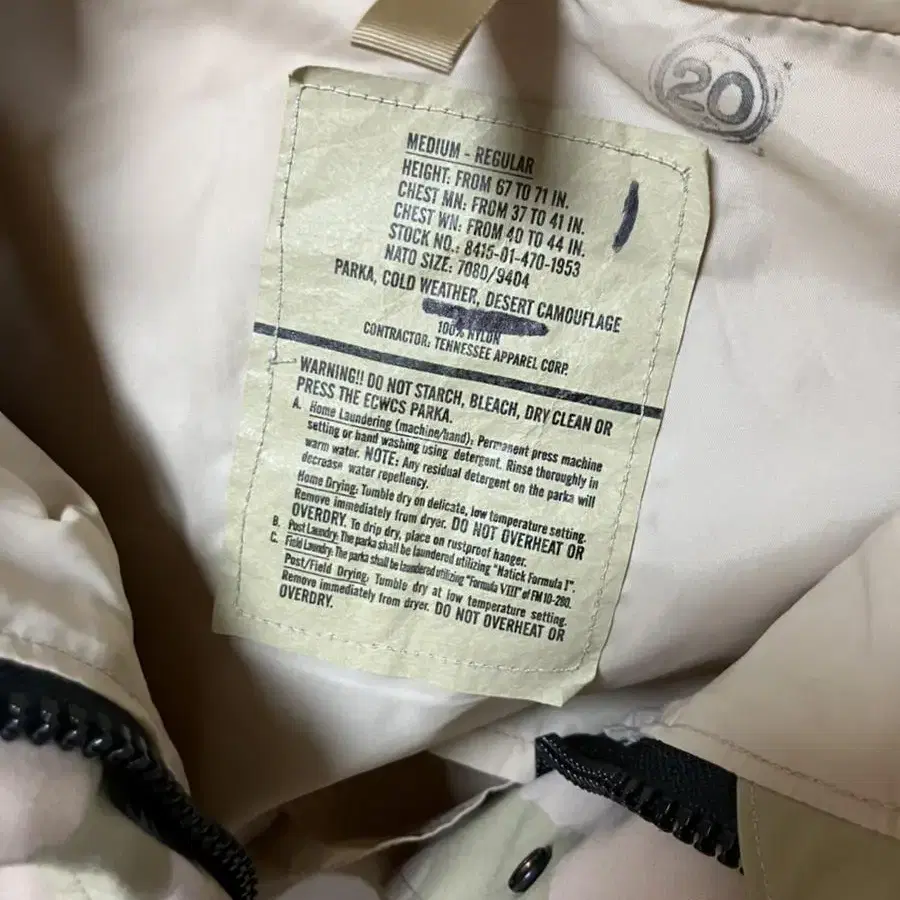 20
MEDIUM - REGULAR
HEIGHT: FROM 67 TO 71 IN.
CHEST MN: FROM 37 TO 41 IN.
CHEST WN: FROM 40 TO 44 IN.
STOCK NO.: 8415-01-470-1953
NATO SIZE: 7080/9404
PARKA, COLD WEATHER, DESERT CAMOUFLAGE
100% NYLON
CONTRACTOR: TENNESSEE APPAREL CORP.
WARNING!! DO NOT STARCH, BLEACH, DRY CLEAN OR
PRESS THE ECWCS PARKA.
A. Home Laundering (machine/hand): Permanent press machine
setting or hand washing using detergent. Rinse thoroughly in
warm water. NOTE: Any residual detergent on the parka will
decrease water repellency.
Home Drying: Tumble dry on delicate, low temperature setting.
Remove immediately from dryer. DO NOT OVERHEAT OR
OVERDRY. To drip dry, place on rustproof hanger.
B. Post Laundry: The parka shall be laundered utilizing "Natick Formula I".
C. Field Laundry: The parka shall be laundered utilizing "Formula VIII" of FM 10-280.
Post/Field Drying: Tumble dry at low temperature setting.
Remove immediately from dryer. DO NOT OVERHEAT OR
OVERDRY.